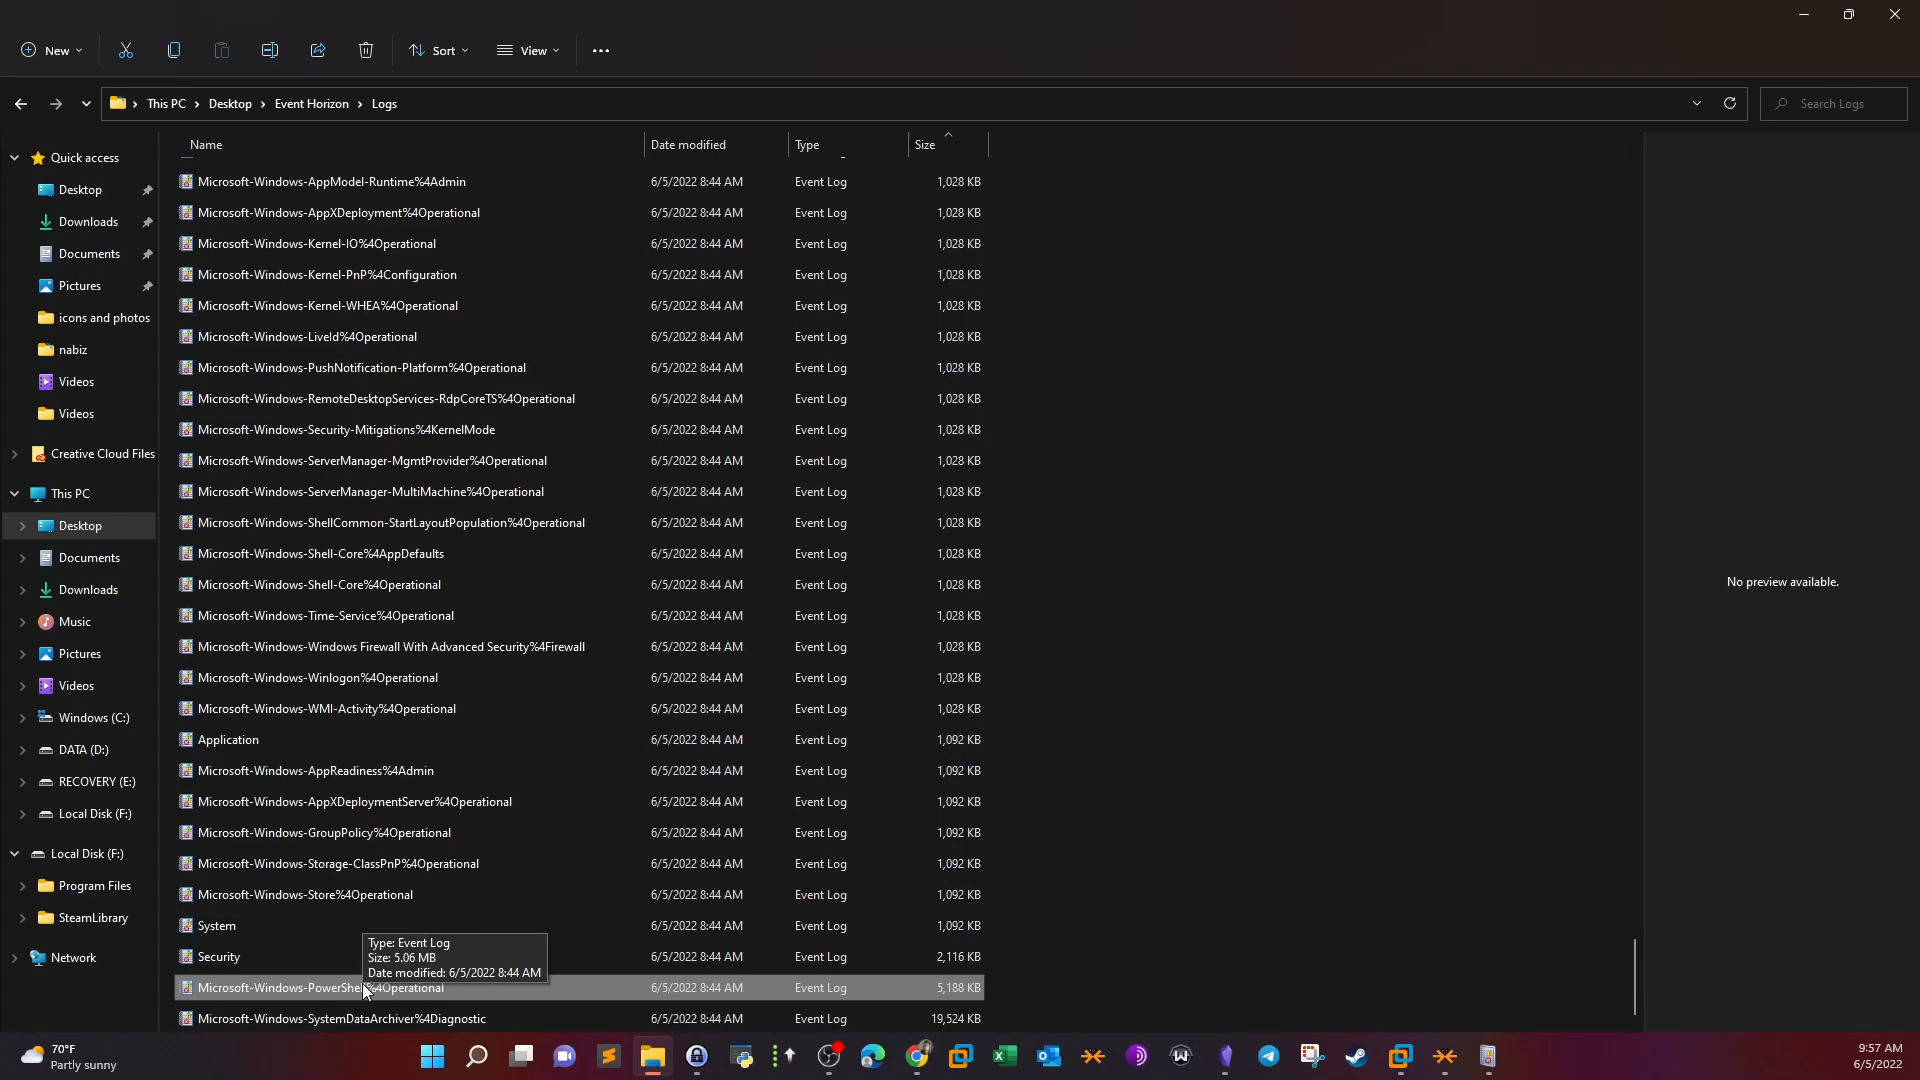 New
Sort
View
This PC > Desktop > Event Horizon > Logs
Search Logs
Quick access
Desktop
Downloads
Documents
Pictures
icons and photos
nabiz
Videos
Videos
Creative Cloud Files
This PC
Desktop
Documents
Downloads
Music
Pictures
Videos
Windows (C:)
DATA (D:)
RECOVERY (E:)
Local Disk (F:)
Local Disk (F:)
Program Files
SteamLibrary
Network
Name Date modified Type Size
Microsoft-Windows-AppModel-Runtime%4Admin 6/5/2022 8:44 AM Event Log 1,028 KB
Microsoft-Windows-AppXDeployment%4Operational 6/5/2022 8:44 AM Event Log 1,028 KB
Microsoft-Windows-Kernel-IO%4Operational 6/5/2022 8:44 AM Event Log 1,028 KB
Microsoft-Windows-Kernel-PnP%4Configuration 6/5/2022 8:44 AM Event Log 1,028 KB
Microsoft-Windows-Kernel-WHEA%4Operational 6/5/2022 8:44 AM Event Log 1,028 KB
Microsoft-Windows-LiveId%4Operational 6/5/2022 8:44 AM Event Log 1,028 KB
Microsoft-Windows-PushNotification-Platform%4Operational 6/5/2022 8:44 AM Event Log 1,028 KB
Microsoft-Windows-RemoteDesktopServices-RdpCoreTS%4Operational 6/5/2022 8:44 AM Event Log 1,028 KB
Microsoft-Windows-Security-Mitigations%4KernelMode 6/5/2022 8:44 AM Event Log 1,028 KB
Microsoft-Windows-ServerManager-MgmtProvider%4Operational 6/5/2022 8:44 AM Event Log 1,028 KB
Microsoft-Windows-ServerManager-MultiMachine%4Operational 6/5/2022 8:44 AM Event Log 1,028 KB
Microsoft-Windows-ShellCommon-StartLayoutPopulation%4Operational 6/5/2022 8:44 AM Event Log 1,028 KB
Microsoft-Windows-Shell-Core%4AppDefaults 6/5/2022 8:44 AM Event Log 1,028 KB
Microsoft-Windows-Shell-Core%4Operational 6/5/2022 8:44 AM Event Log 1,028 KB
Microsoft-Windows-Time-Service%4Operational 6/5/2022 8:44 AM Event Log 1,028 KB
Microsoft-Windows-Windows Firewall With Advanced Security%4Firewall 6/5/2022 8:44 AM Event Log 1,028 KB
Microsoft-Windows-Winlogon%4Operational 6/5/2022 8:44 AM Event Log 1,028 KB
Microsoft-Windows-WMI-Activity%4Operational 6/5/2022 8:44 AM Event Log 1,028 KB
Application 6/5/2022 8:44 AM Event Log 1,092 KB
Microsoft-Windows-AppReadiness%4Admin 6/5/2022 8:44 AM Event Log 1,092 KB
Microsoft-Windows-AppXDeploymentServer%4Operational 6/5/2022 8:44 AM Event Log 1,092 KB
Microsoft-Windows-GroupPolicy%4Operational 6/5/2022 8:44 AM Event Log 1,092 KB
Microsoft-Windows-Storage-ClassPnP%4Operational 6/5/2022 8:44 AM Event Log 1,092 KB
Microsoft-Windows-Store%4Operational 6/5/2022 8:44 AM Event Log 1,092 KB
System 6/5/2022 8:44 AM Event Log 1,092 KB
Security 6/5/2022 8:44 AM Event Log 2,116 KB
Microsoft-Windows-PowerShell%4Operational 6/5/2022 8:44 AM Event Log 5,188 KB
Microsoft-Windows-SystemDataArchiver%4Diagnostic 6/5/2022 8:44 AM Event Log 19,524 KB
Type: Event Log
Size: 5.06 MB
Date modified: 6/5/2022 8:44 AM
No preview available.
70°F
Partly sunny
9:57 AM
6/5/2022